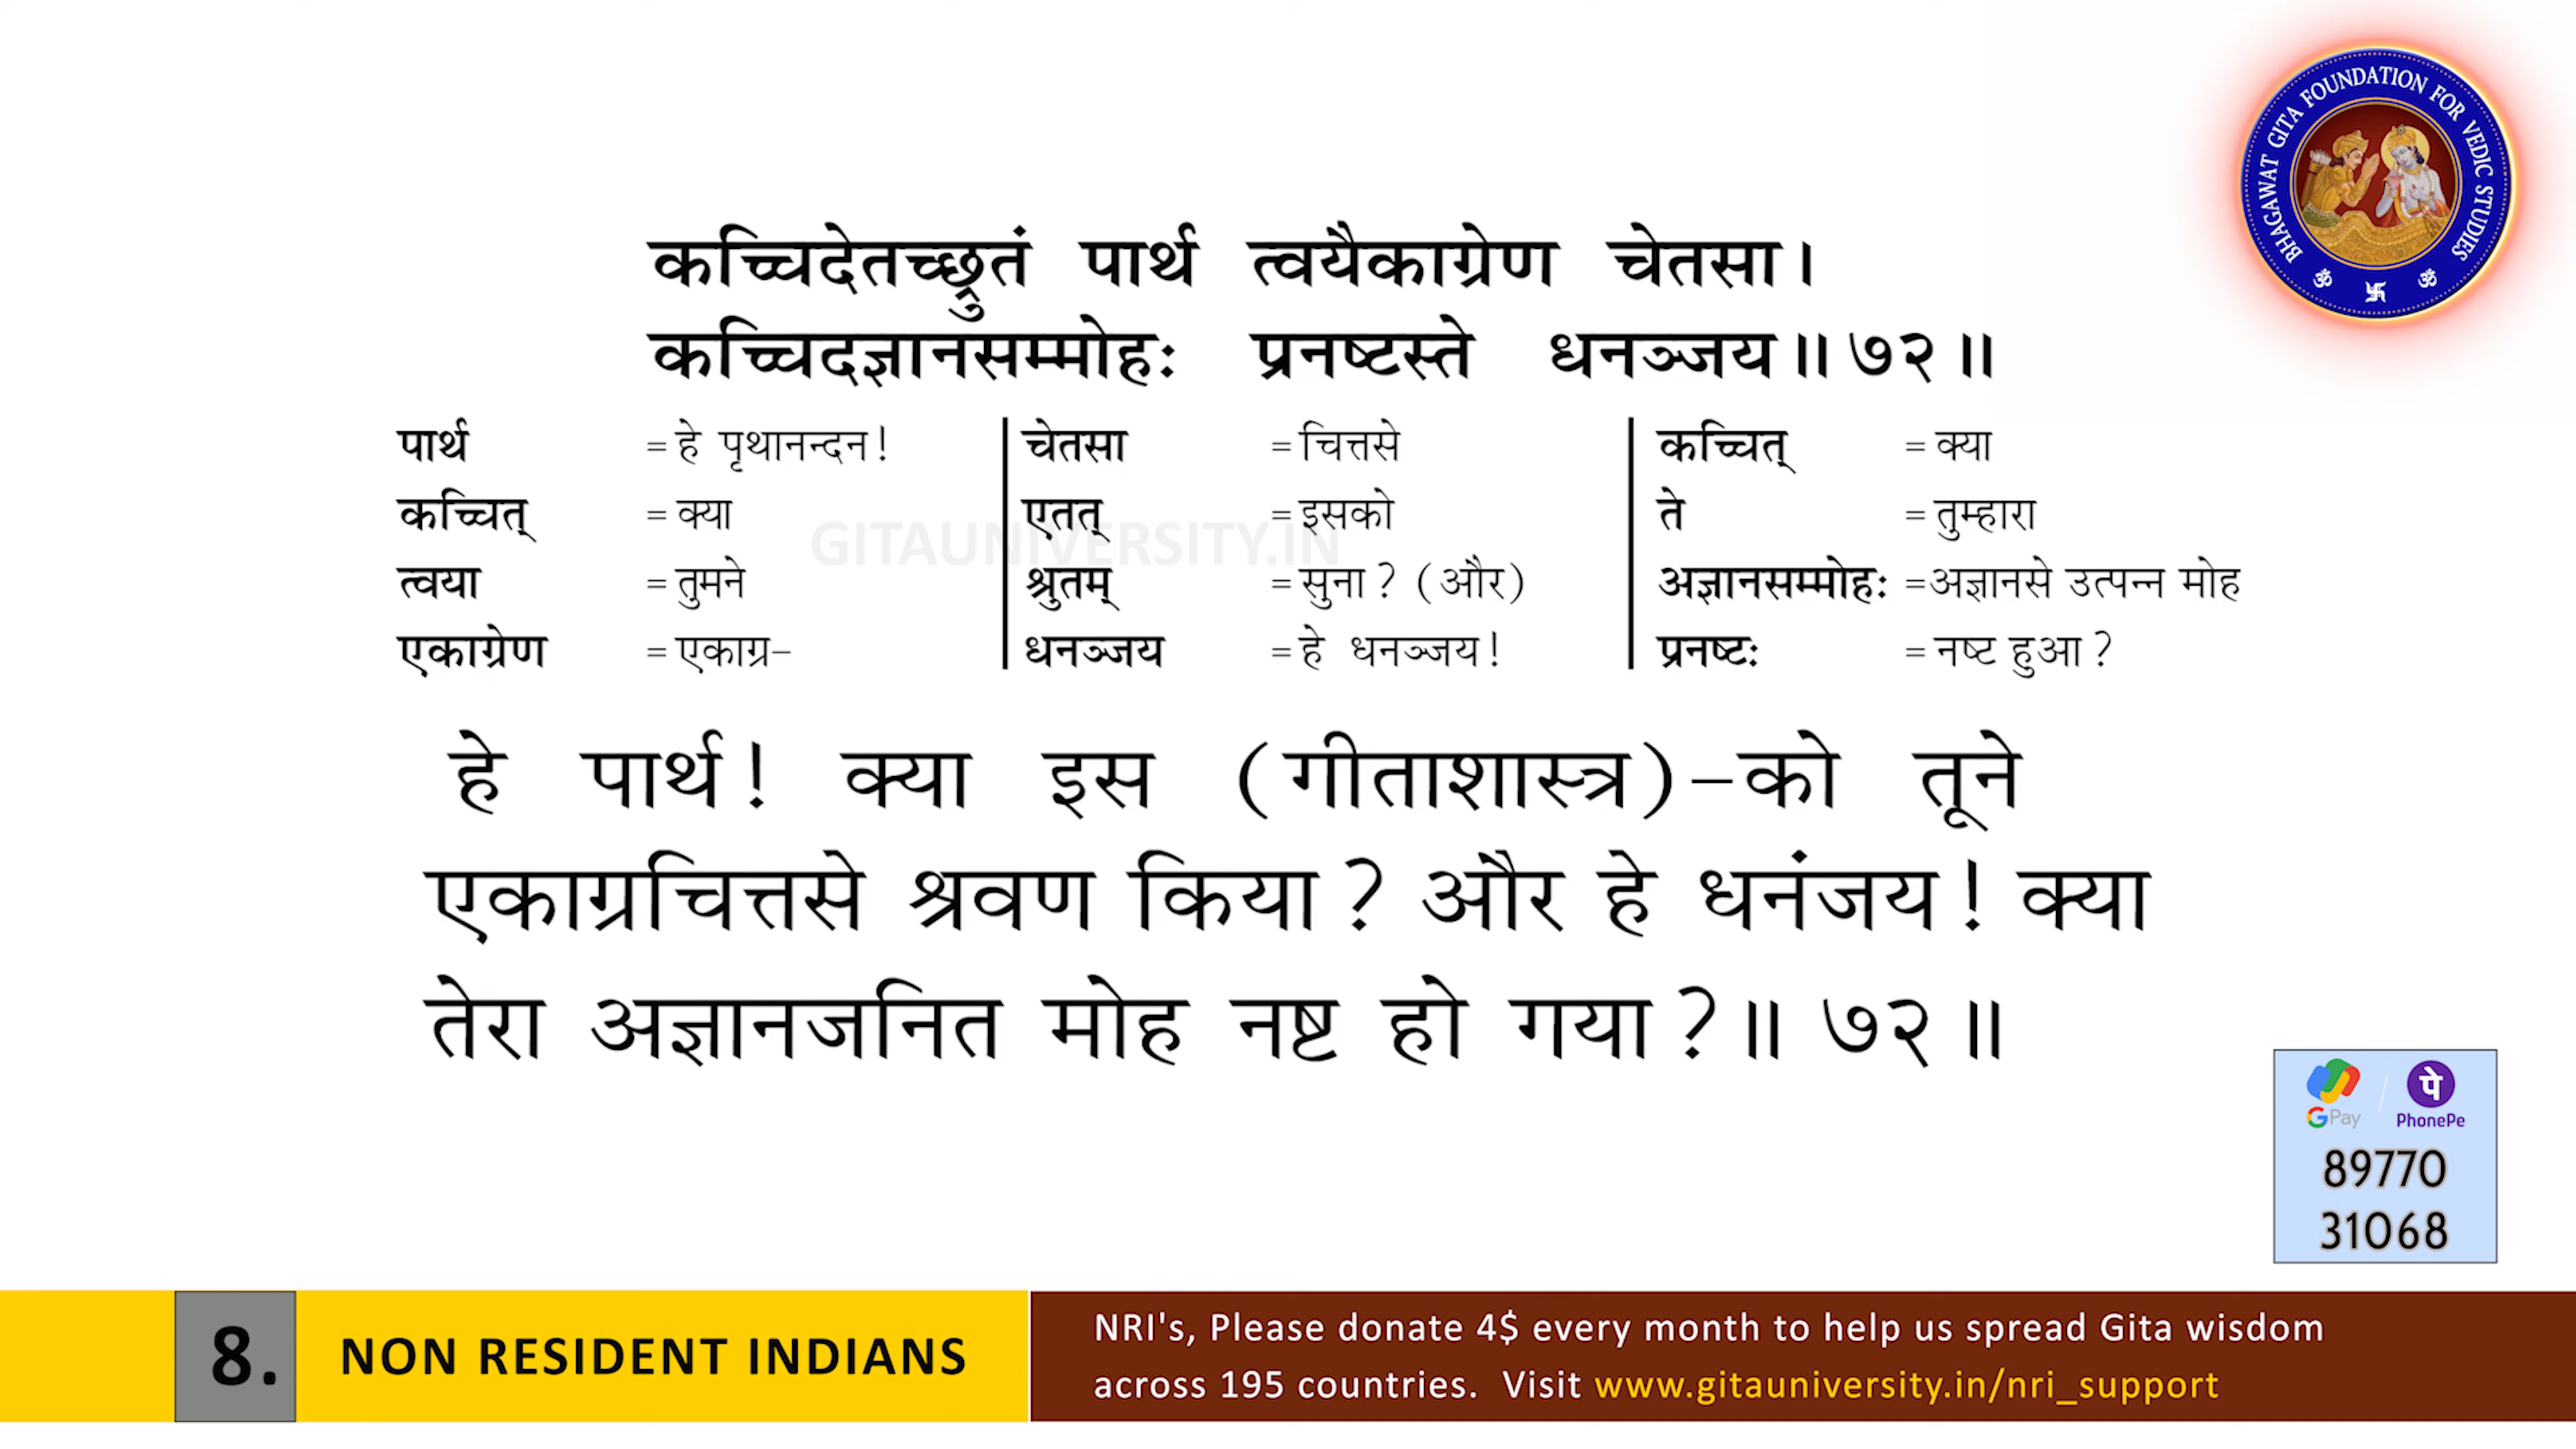 BHAGAWAT GITA FOUNDATION FOR VEDIC STUDIES
ॐ 卐 ॐ
कच्चिदेतच्छ्रुतं पार्थ त्वयैकाग्रेण चेतसा।
कच्चिदज्ञानसम्मोहः प्रनष्टस्ते धनञ्जय॥ ७२॥
पार्थ = हे पृथानन्दन!
कच्चित् = क्या
त्वया = तुमने
एकाग्रेण = एकाग्र-
चेतसा = चित्तसे
एतत् = इसको
श्रुतम् = सुना? (और)
धनञ्जय = हे धनञ्जय!
कच्चित् = क्या
ते = तुम्हारा
अज्ञानसम्मोहः =अज्ञानसे उत्पन्न मोह
प्रनष्टः = नष्ट हुआ?
GITAUNIVERSITY.IN
हे पार्थ! क्या इस (गीताशास्त्र)-को तूने
एकाग्रचित्तसे श्रवण किया? और हे धनंजय! क्या
तेरा अज्ञानजनित मोह नष्ट हो गया?॥ ७२॥
G Pay पे PhonePe
89770
31068
8. NON RESIDENT INDIANS
NRI's, Please donate 4$ every month to help us spread Gita wisdom
across 195 countries. Visit www.gitauniversity.in/nri_support